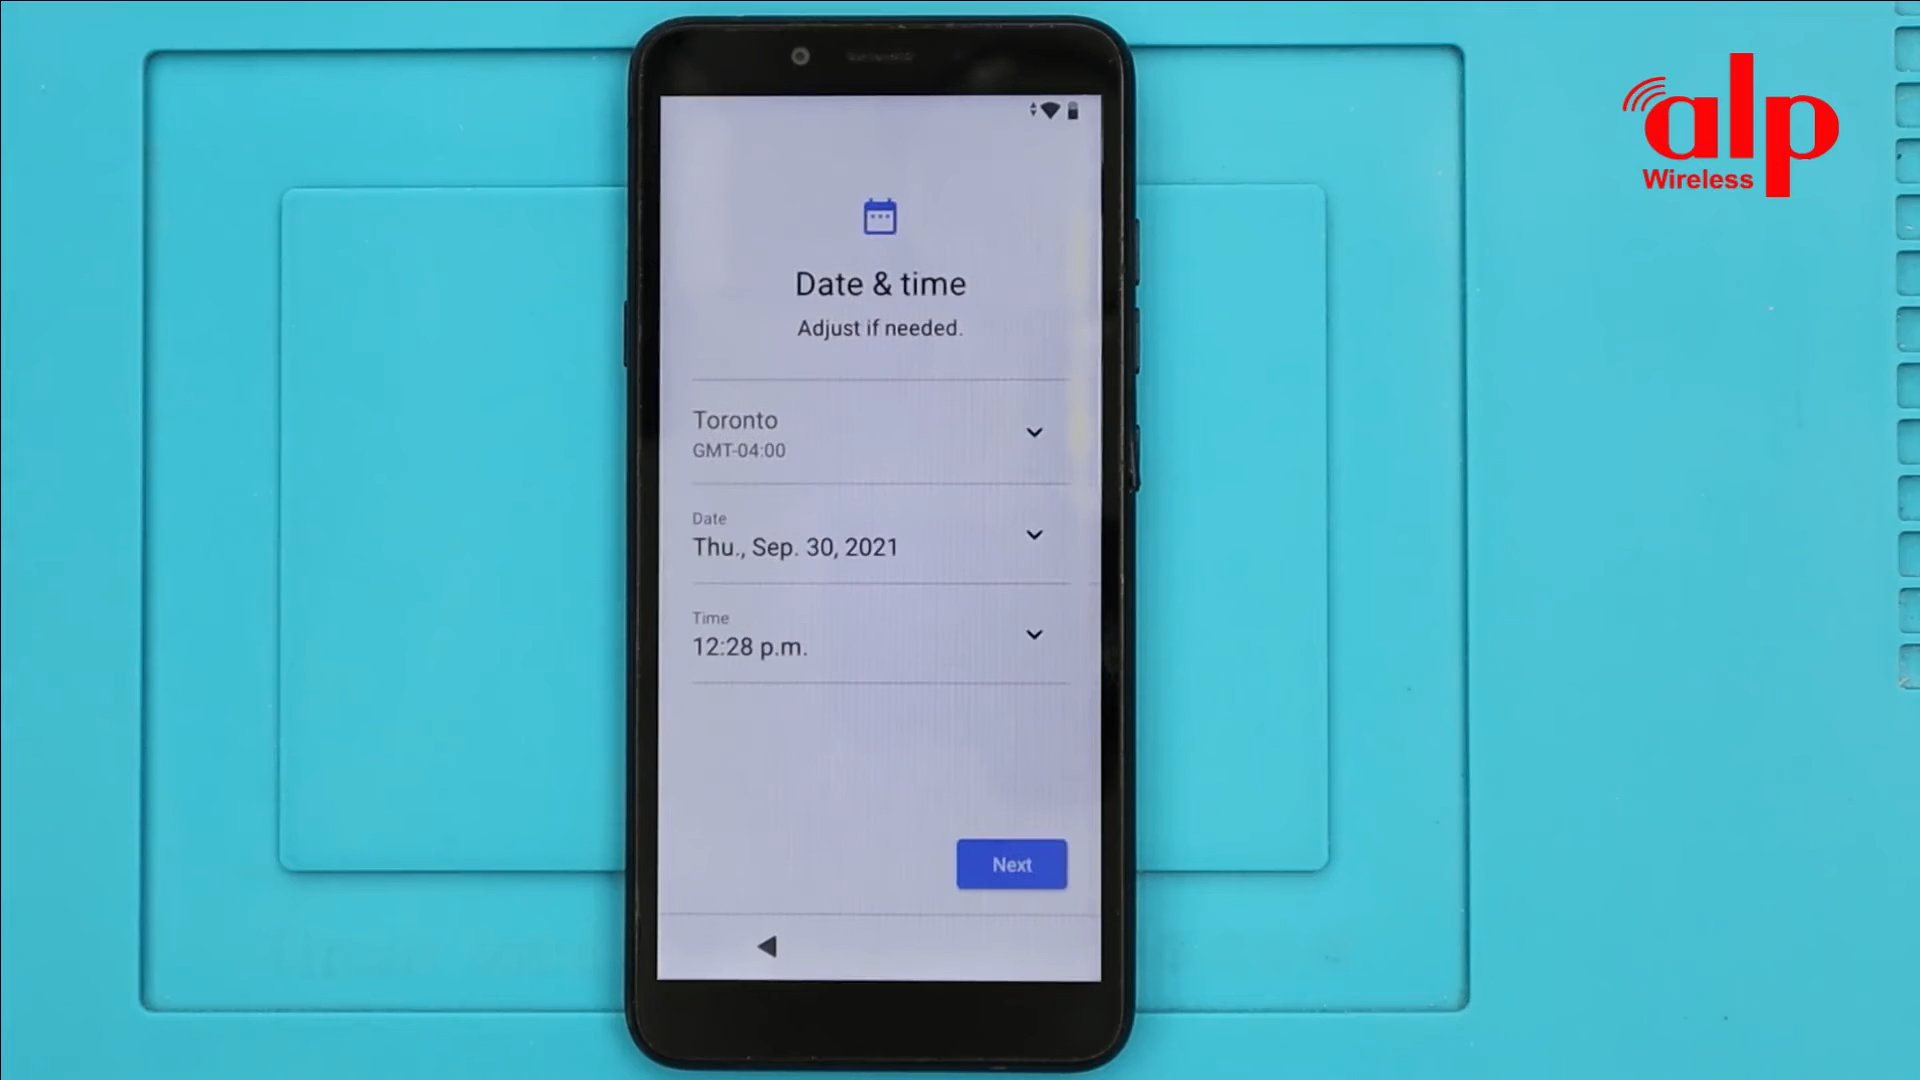 alp
Wireless
Date & time
Adjust if needed.
Toronto
GMT-04:00
Date
Thu., Sep. 30, 2021
Time
12:28 p.m.
Next